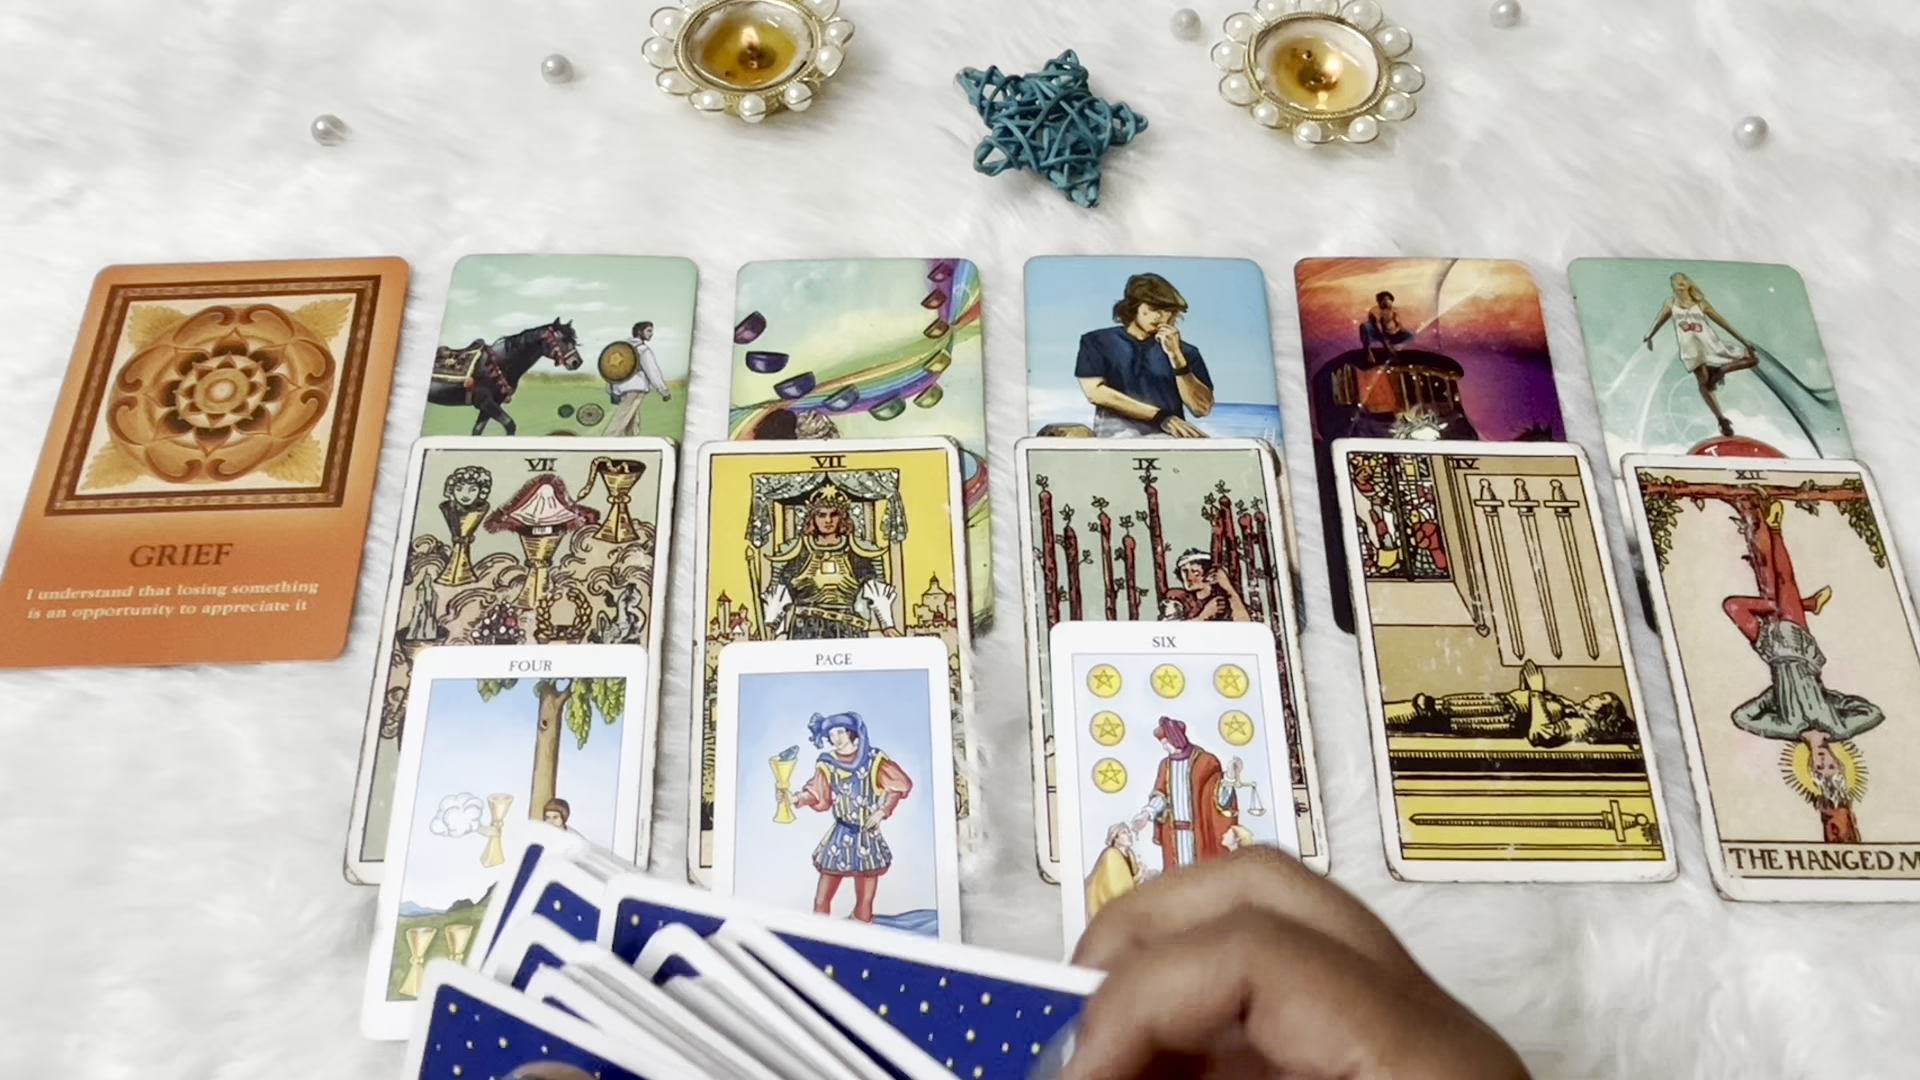 GRIEF
I understand that losing something
is an opportunity to appreciate it
VII
VII
IX
IV
XII
FOUR
PAGE
SIX
THE HANGED M